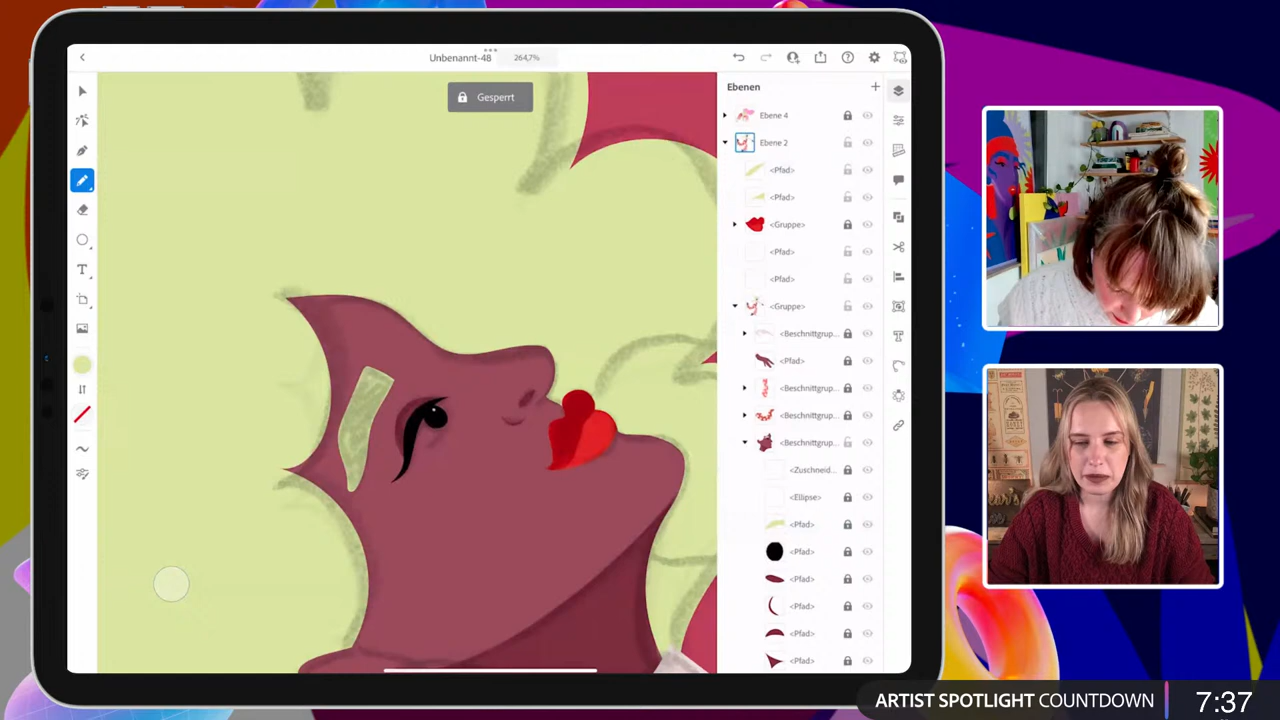 Unbenannt-48
264,7%
Gesperrt
Ebenen
Ebene 4
Ebene 2
<Pfad>
<Pfad>
<Gruppe>
<Pfad>
<Pfad>
<Gruppe>
<Beschnittgrup...
<Pfad>
<Beschnittgrup...
<Beschnittgrup...
<Beschnittgrup...
<Zuschneid...
<Ellipse>
<Pfad>
<Pfad>
<Pfad>
<Pfad>
<Pfad>
<Pfad>
ARTIST SPOTLIGHT COUNTDOWN 7:37